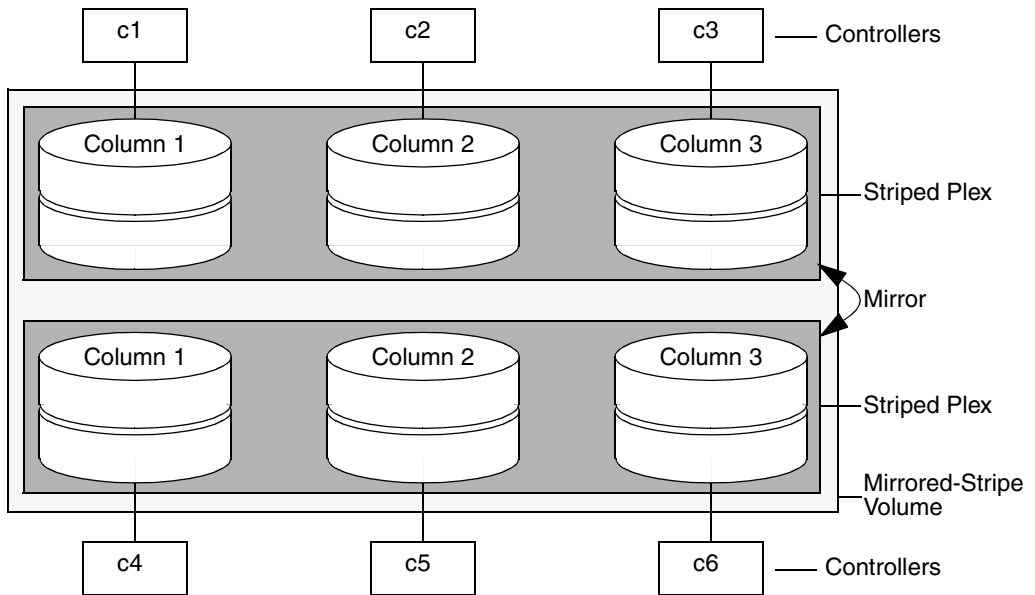 c1
c2
c3
Controllers
Column 1
Column 2
Column 3
Striped Plex
Mirror
Column 1
Column 2
Column 3
Striped Plex
Mirrored-Stripe
Volume
c4
c5
c6
Controllers